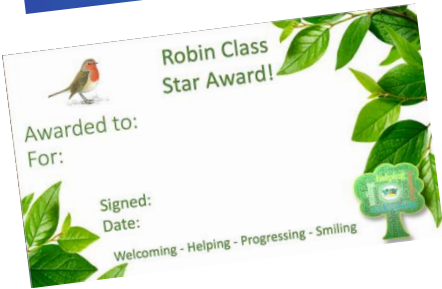 Robin Class
Star Award!
Awarded to:
For:
Signed:
Date:
Welcoming - Helping - Progressing - Smiling